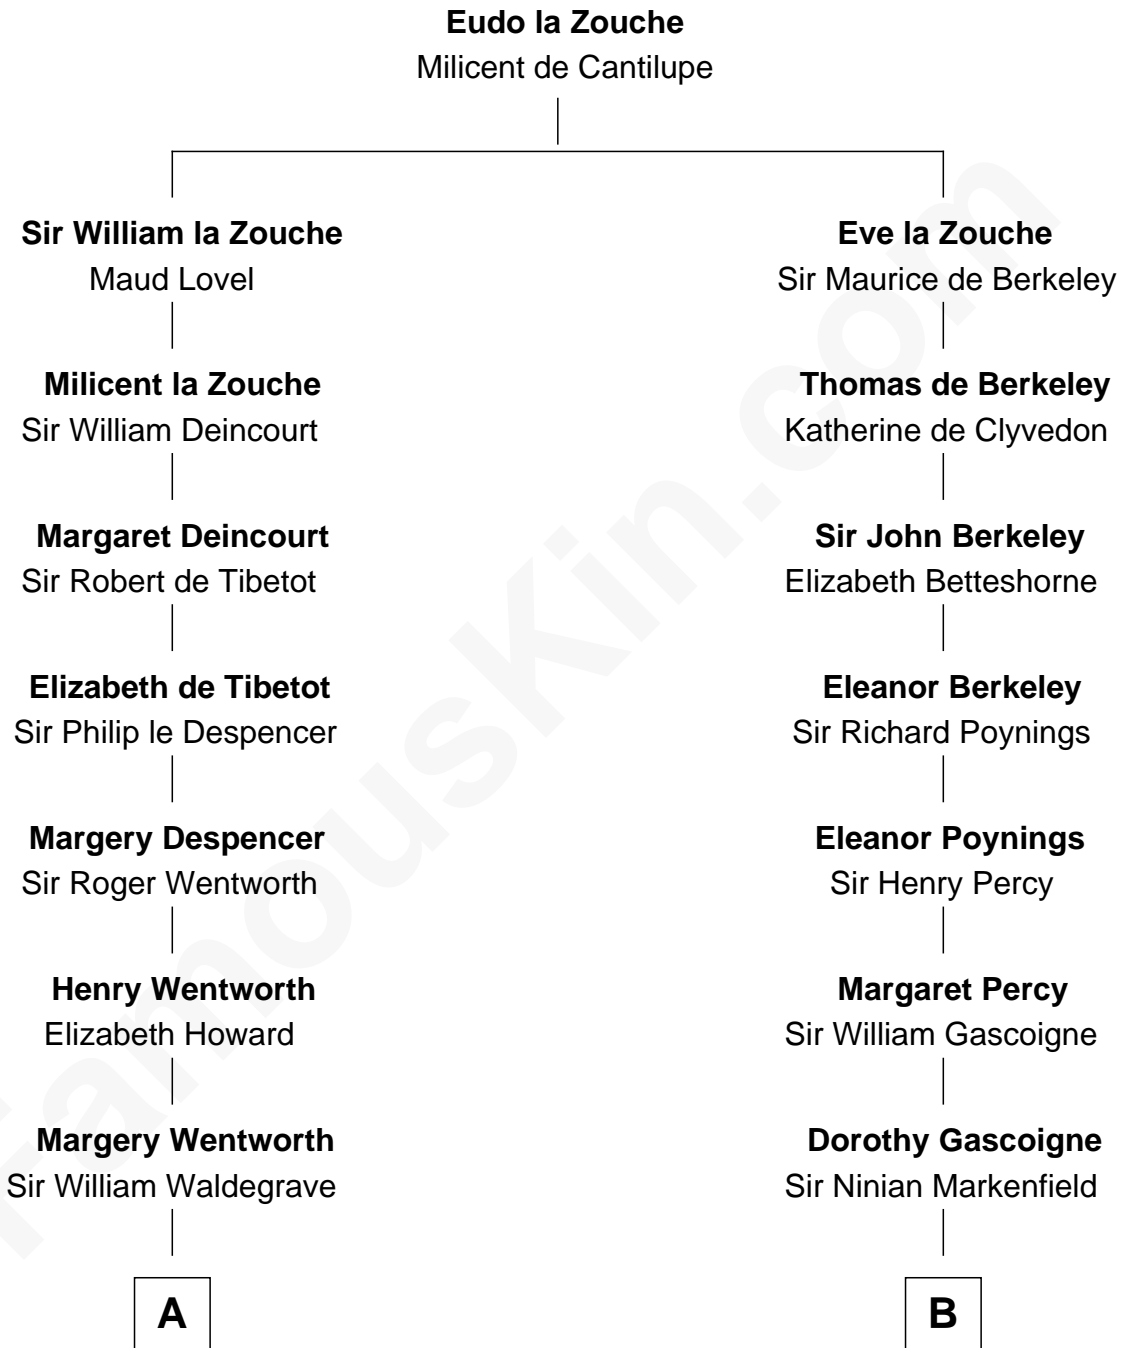 Eudo la Zouche
Milicent de Cantilupe
Sir William la Zouche
Maud Lovel
Eve la Zouche
Sir Maurice de Berkeley
Milicent la Zouche
Sir William Deincourt
Thomas de Berkeley
Katherine de Clyvedon
Margaret Deincourt
Sir Robert de Tibetot
Sir John Berkeley
Elizabeth Betteshorne
Elizabeth de Tibetot
Sir Philip le Despencer
Eleanor Berkeley
Sir Richard Poynings
Margery Despencer
Sir Roger Wentworth
Eleanor Poynings
Sir Henry Percy
Henry Wentworth
Elizabeth Howard
Margaret Percy
Sir William Gascoigne
Margery Wentworth
Sir William Waldegrave
Dorothy Gascoigne
Sir Ninian Markenfield
A
B
FamousKin.com